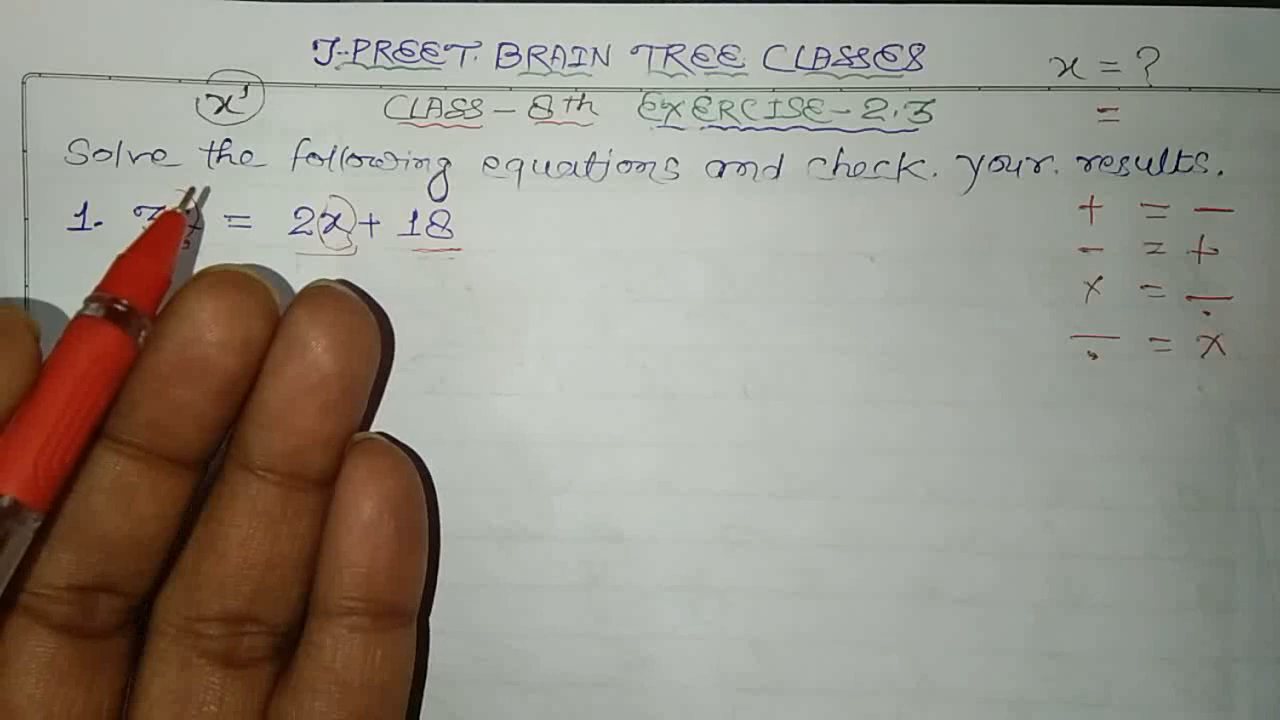 J-PREET. BRAIN TREE CLASSES
x = ?
x'
CLASS - 8th EXERCISE - 2.3
=
Solve the following equations and check. your. results.
1. 3x = 2x + 18
+ = -
- = +
× = ÷
÷ = ×